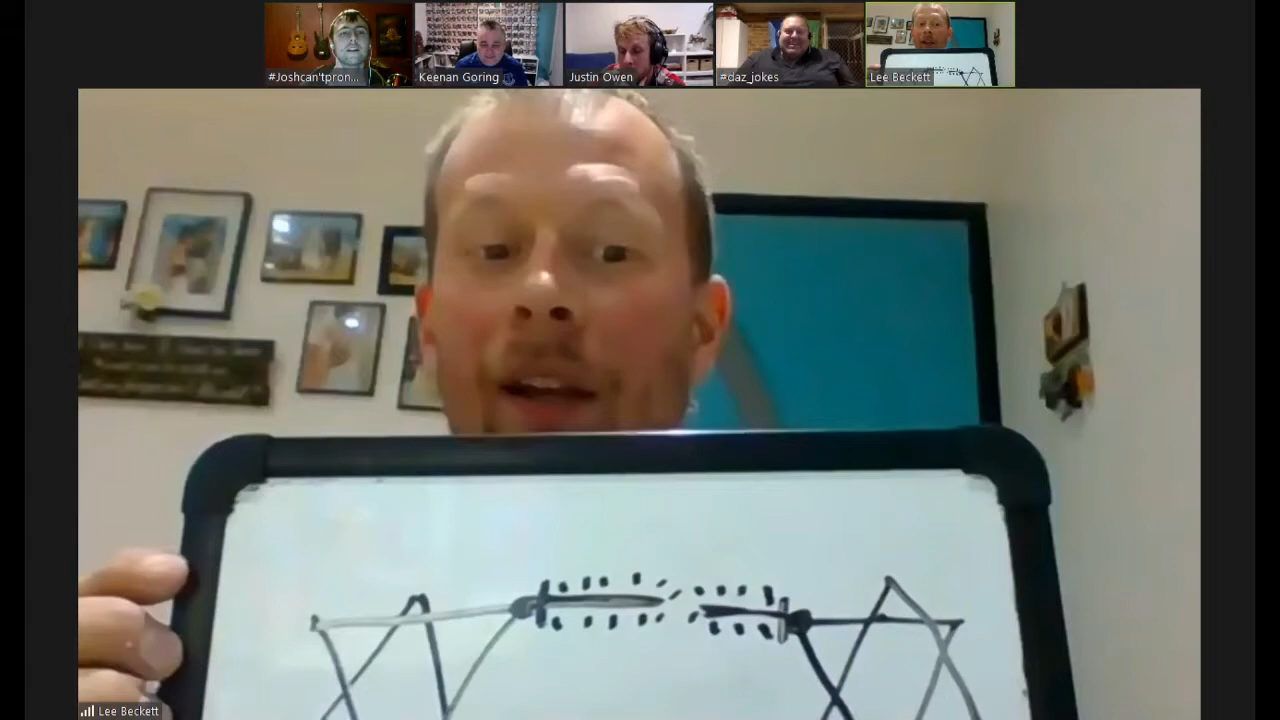 #Joshcan'tpron...
Keenan Goring
Justin Owen
#daz_jokes
Lee Beckett
Lee Beckett